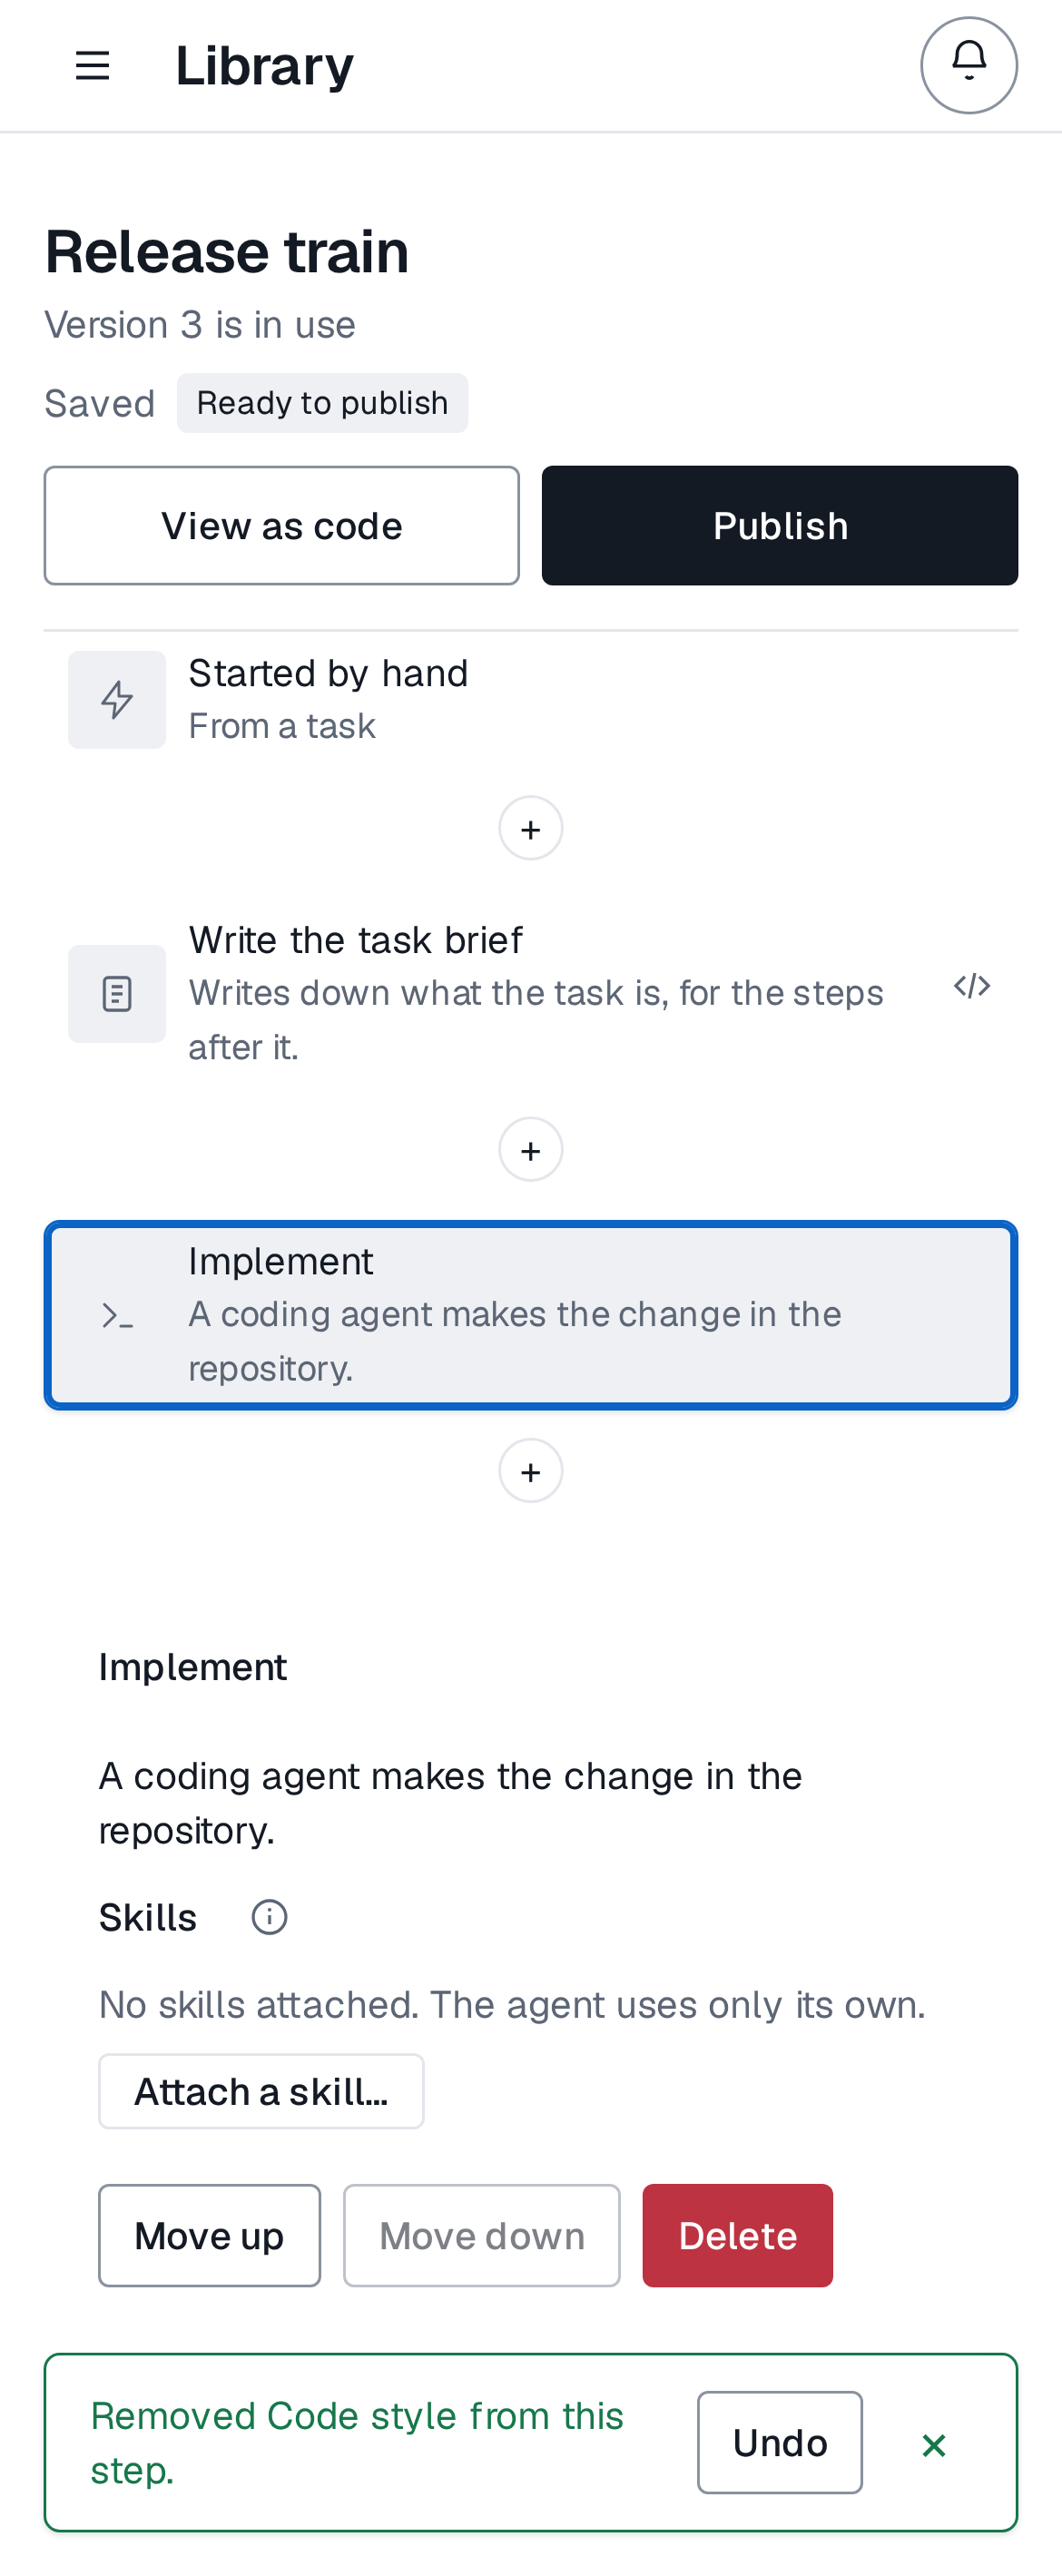 Library
Release train
Version 3 is in use
Saved
Ready to publish
View as code
Publish
Started by hand
From a task
+
Write the task brief
Writes down what the task is, for the steps
after it.
+
Implement
A coding agent makes the change in the
repository.
+
Implement
A coding agent makes the change in the
repository.
Skills
No skills attached. The agent uses only its own.
Attach a skill...
Move up
Move down
Delete
Removed Code style from this
step.
Undo